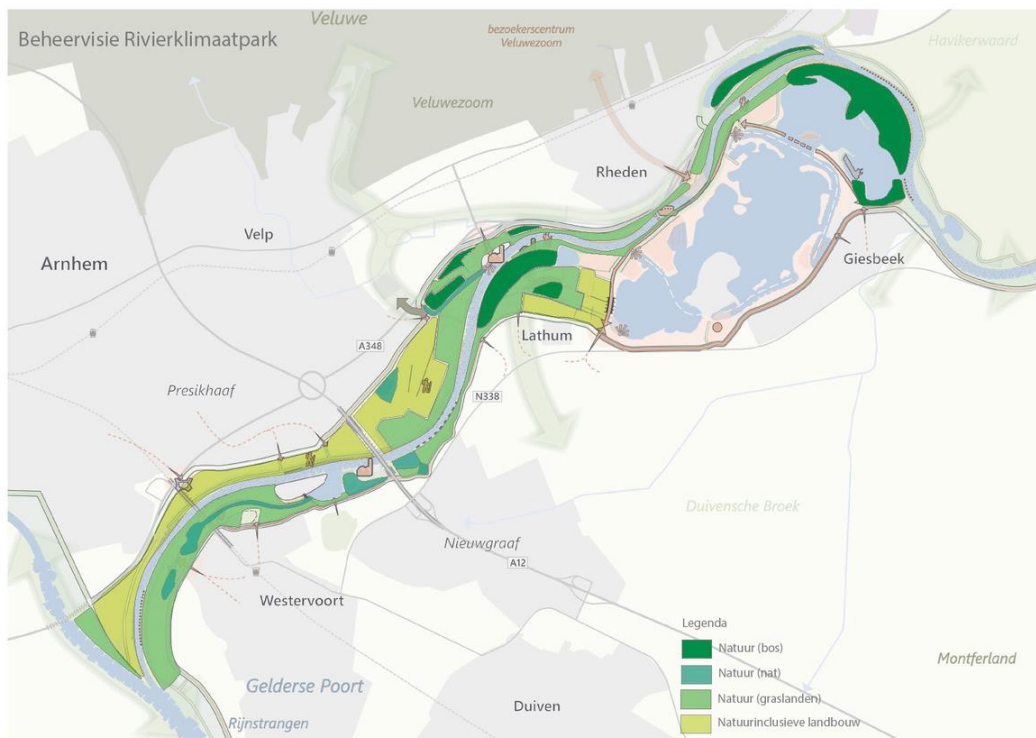 Beheervisie Rivierklimaatpark
Veluwe
bezoekerscentrum
Veluwezoom
Havikerwaard
Veluwezoom
Rheden
Velp
Arnhem
Giesbeek
Lathum
A348
Presikhaaf
N338
Duivensche Broek
Nieuwgraaf
A12
Westervoort
Legenda
Natuur (bos)
Natuur (nat)
Natuur (graslanden)
Natuurinclusieve landbouw
Montferland
Gelderse Poort
Duiven
Rijnstrangen